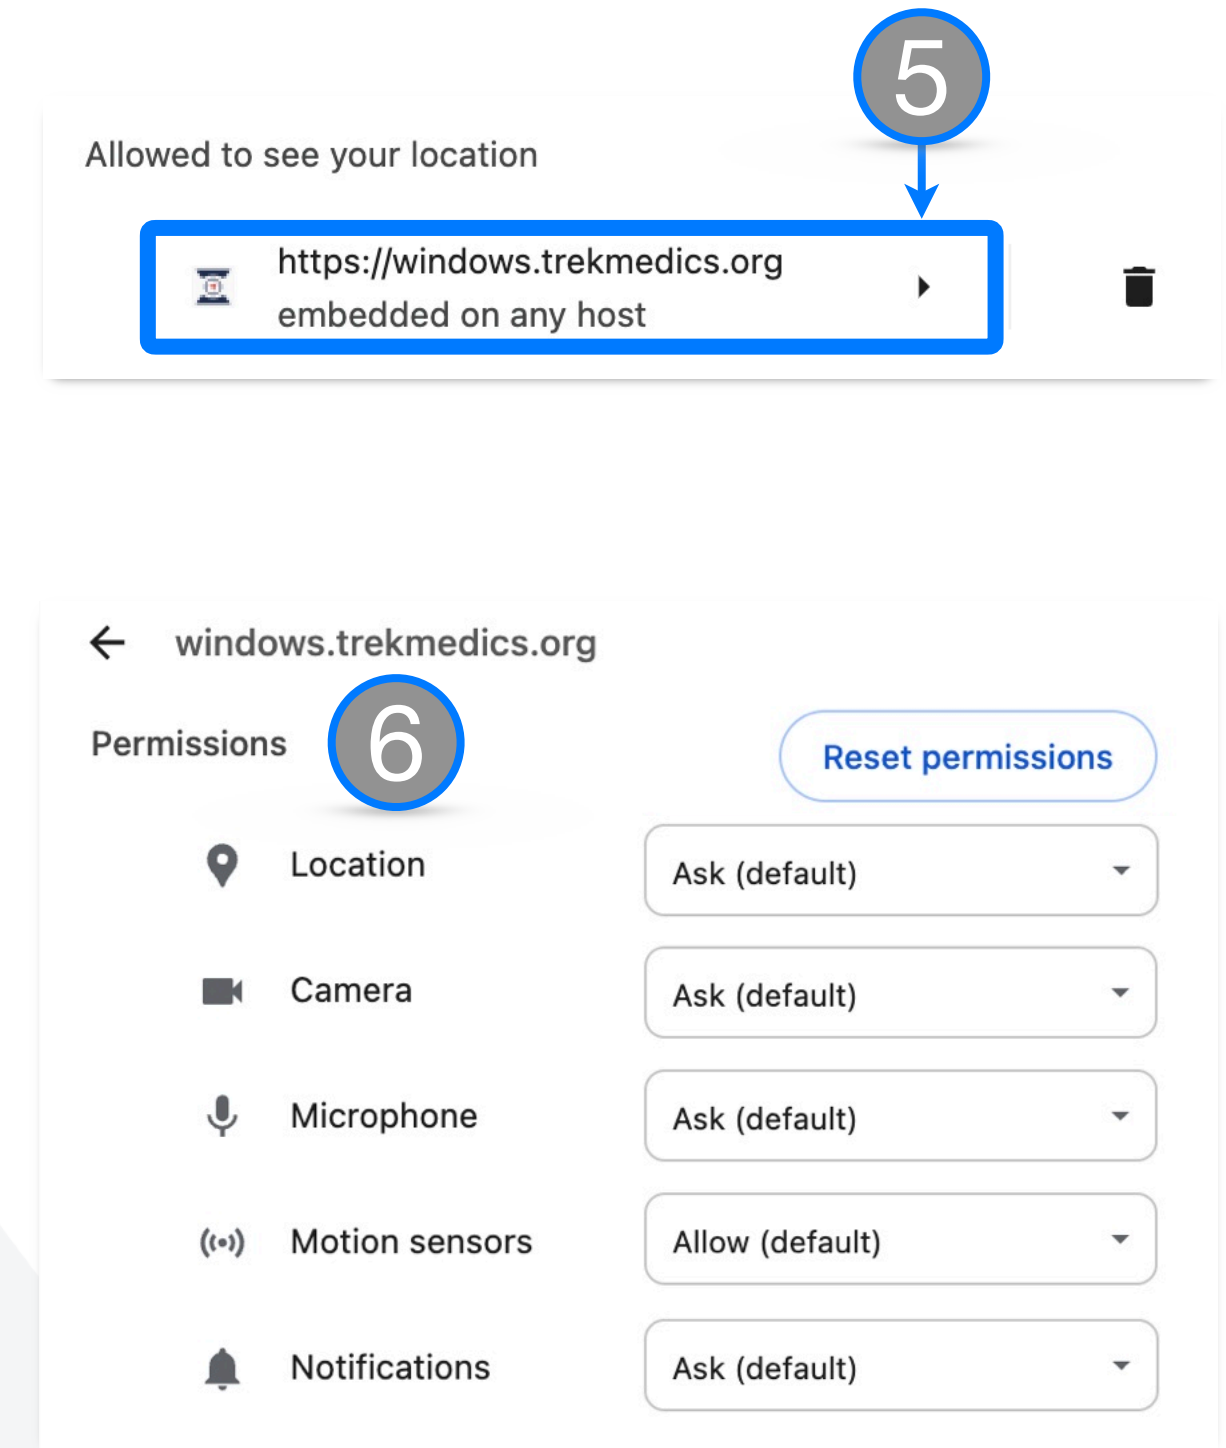 5
Allowed to see your location
https://windows.trekmedics.org
embedded on any host
windows.trekmedics.org
Permissions
6
Reset permissions
Location
Ask (default)
Camera
Ask (default)
Microphone
Ask (default)
Motion sensors
Allow (default)
Notifications
Ask (default)